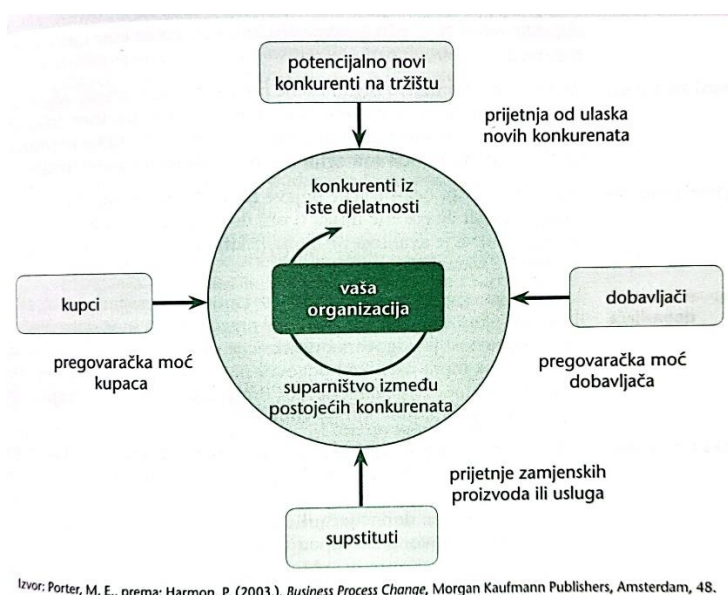 potencijalno novi
konkurenti na tržištu
prijetnja od ulaska
novih konkurenata
konkurenti iz
iste djelatnosti
kupci
vaša
organizacija
dobavljači
pregovaračka moć
kupaca
pregovaračka moć
dobavljača
suparništvo između
postojećih konkurenata
prijetnje zamjenskih
proizvoda ili usluga
supstituti
Izvor: Porter, M. E., prema: Harmon, P. (2003.). Business Process Change, Morgan Kaufmann Publishers, Amsterdam, 48.